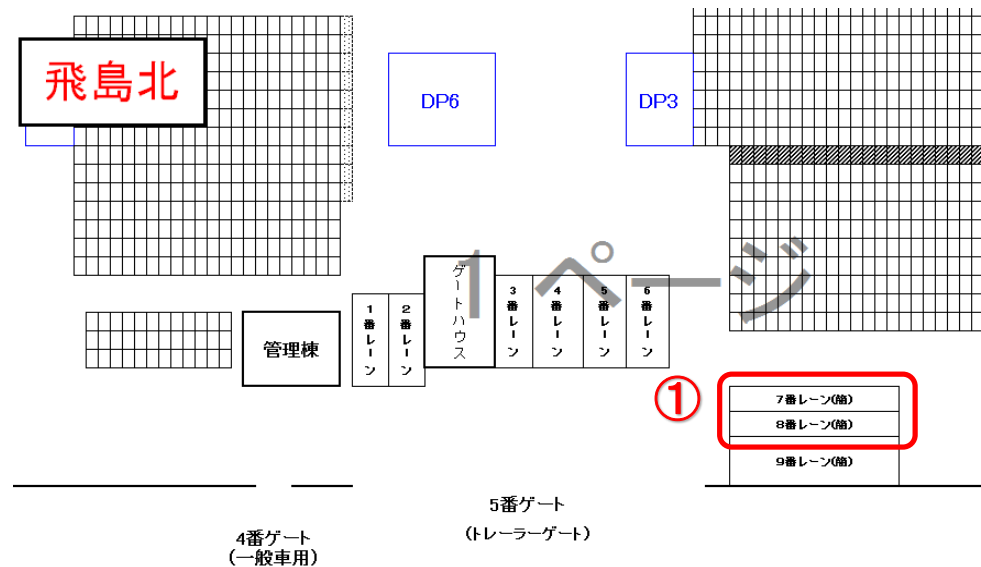 飛島北
DP6
DP3
1ページ
ゲートハウス
1番レーン
2番レーン
3番レーン
4番レーン
5番レーン
6番レーン
管理棟
①
7番レーン(簡)
8番レーン(簡)
9番レーン(簡)
5番ゲート
(トレーラーゲート)
4番ゲート
(一般車用)